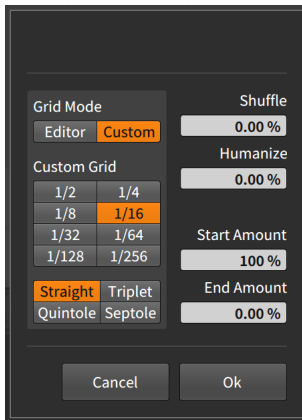 Grid Mode
Editor Custom
Custom Grid
1/2 1/4
1/8 1/16
1/32 1/64
1/128 1/256
Straight Triplet
Quintole Septole
Shuffle
0.00 %
Humanize
0.00 %
Start Amount
100 %
End Amount
0.00 %
Cancel Ok